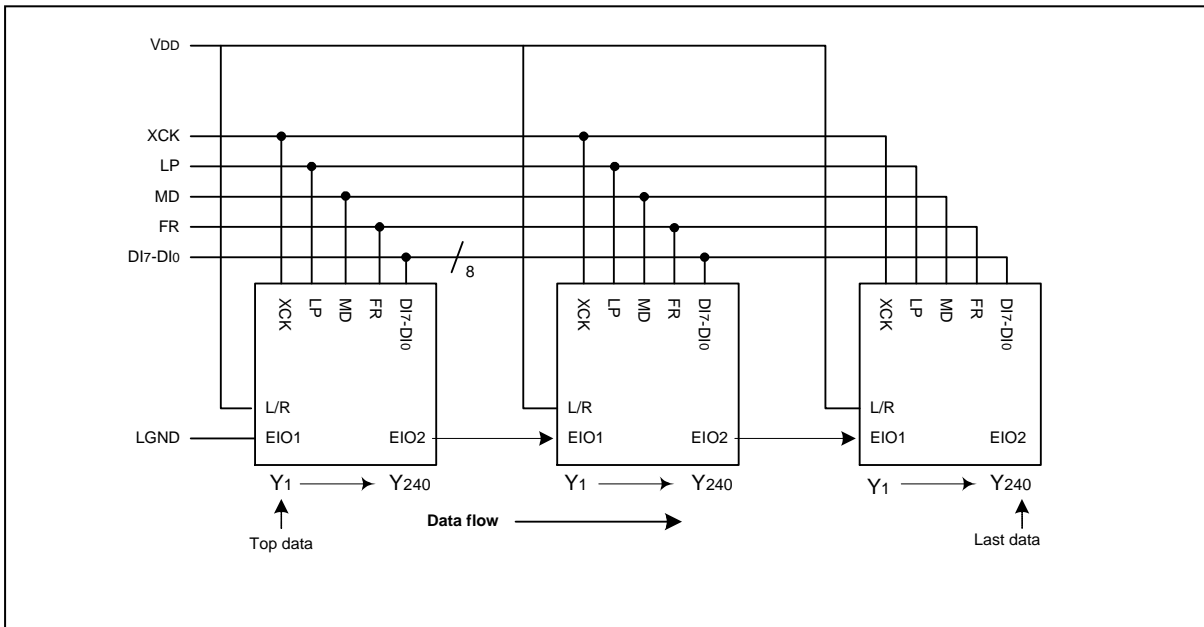 VDD
XCK
LP
MD
FR
DI7-DI0
8
XCK LP MD FR DI7-DI0
XCK LP MD FR DI7-DI0
XCK LP MD FR DI7-DI0
L/R
L/R
L/R
LGND
EIO1 EIO2
EIO1 EIO2
EIO1 EIO2
Y1 Y240
Y1 Y240
Y1 Y240
Data flow
Top data
Last data